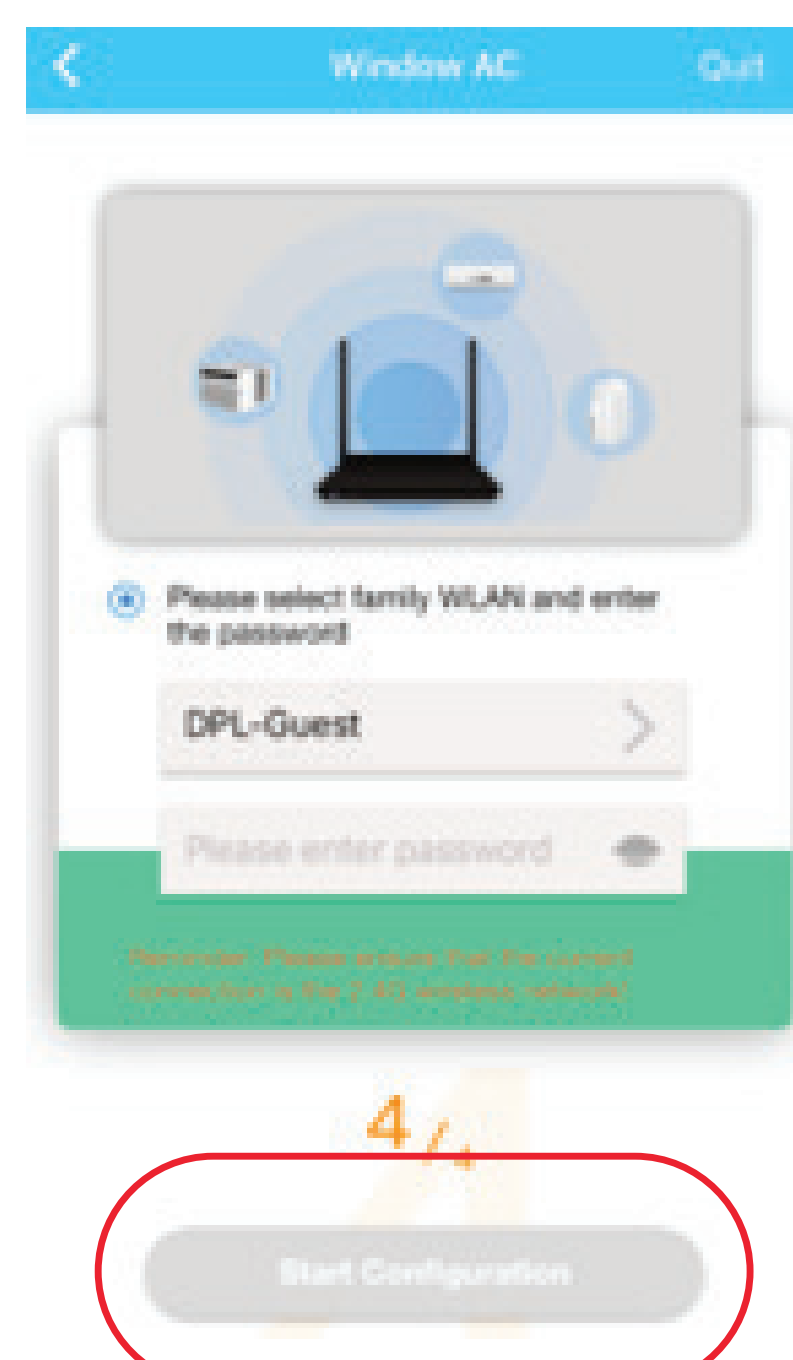 Window AC
Quit
Please select family WLAN and enter
the password
DPL-Guest
Please enter password
Reminder: Please ensure that the current
connection is the 2.4G wireless network!
4/4
Start Configuration